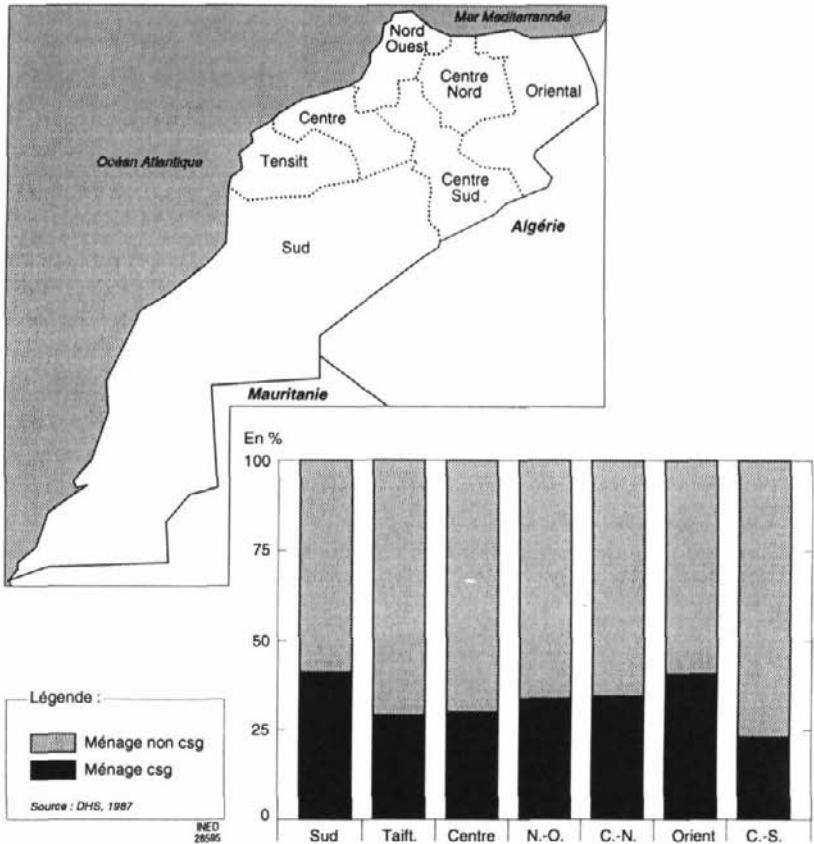 Mer Mediterrannée
Nord
Ouest
Centre
Nord
Oriental
Centre
Océan Atlantique
Tensift
Centre
Sud
Algérie
Sud
Mauritanie
En %
100
75
50
25
0
Légende :
Ménage non csg
Ménage csg
Source : DHS, 1987
INED
28595
Sud Taift. Centre N.-O. C.-N. Orient C.-S.